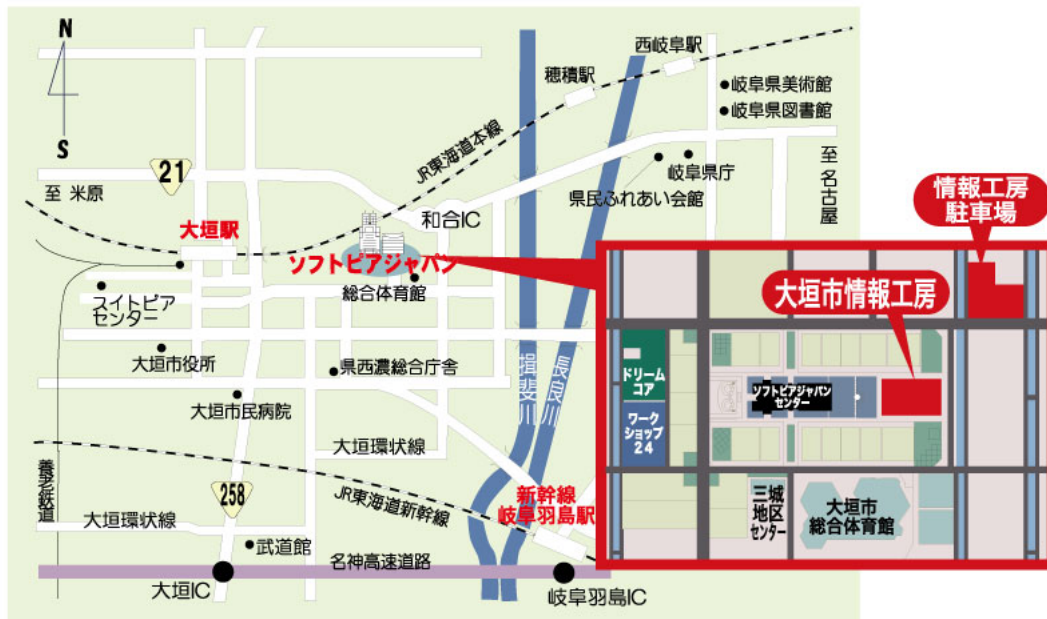 N
S
西岐阜駅
穂積駅
岐阜県美術館
岐阜県図書館
JR東海道本線
21
至 米原
岐阜県庁
県民ふれあい会館
至 名古屋
大垣駅
和合IC
ソフトピアジャパン
総合体育館
スイトピア
センター
大垣市役所
県西濃総合庁舎
大垣市民病院
揖斐川
長良川
大垣環状線
養老鉄道
258
JR東海道新幹線
新幹線
岐阜羽島駅
大垣環状線
武道館
名神高速道路
大垣IC
岐阜羽島IC
情報工房
駐車場
大垣市情報工房
ドリーム
コア
ソフトピアジャパン
センター
ワーク
ショップ
24
三城
地区
センター
大垣市
総合体育館